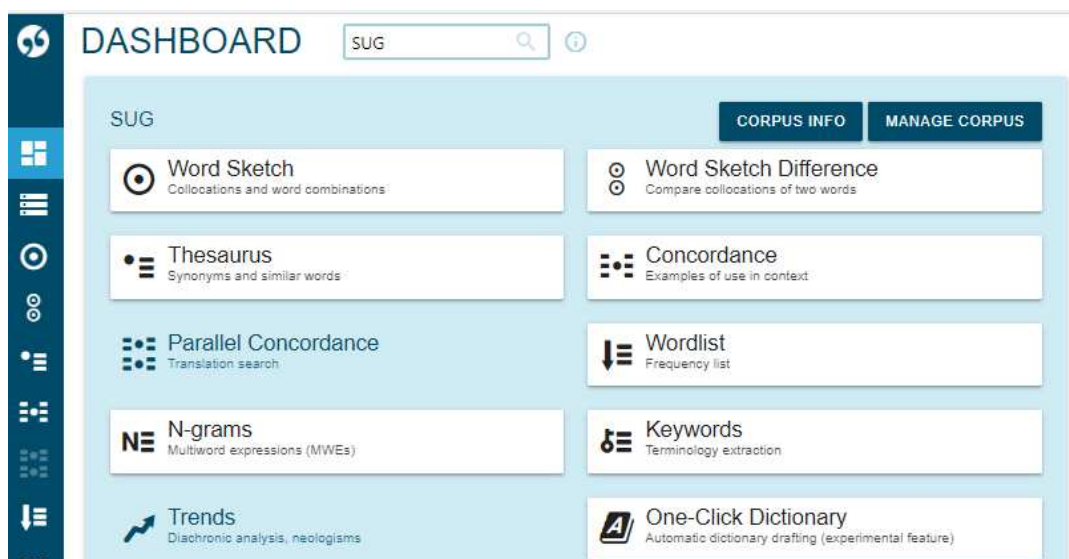 DASHBOARD
SUG
SUG
CORPUS INFO
MANAGE CORPUS
Word Sketch
Collocations and word combinations
Word Sketch Difference
Compare collocations of two words
Thesaurus
Synonyms and similar words
Concordance
Examples of use in context
Parallel Concordance
Translation search
Wordlist
Frequency list
N-grams
Multiword expressions (MWEs)
Keywords
Terminology extraction
Trends
Diachronic analysis, neologisms
One-Click Dictionary
Automatic dictionary drafting (experimental feature)